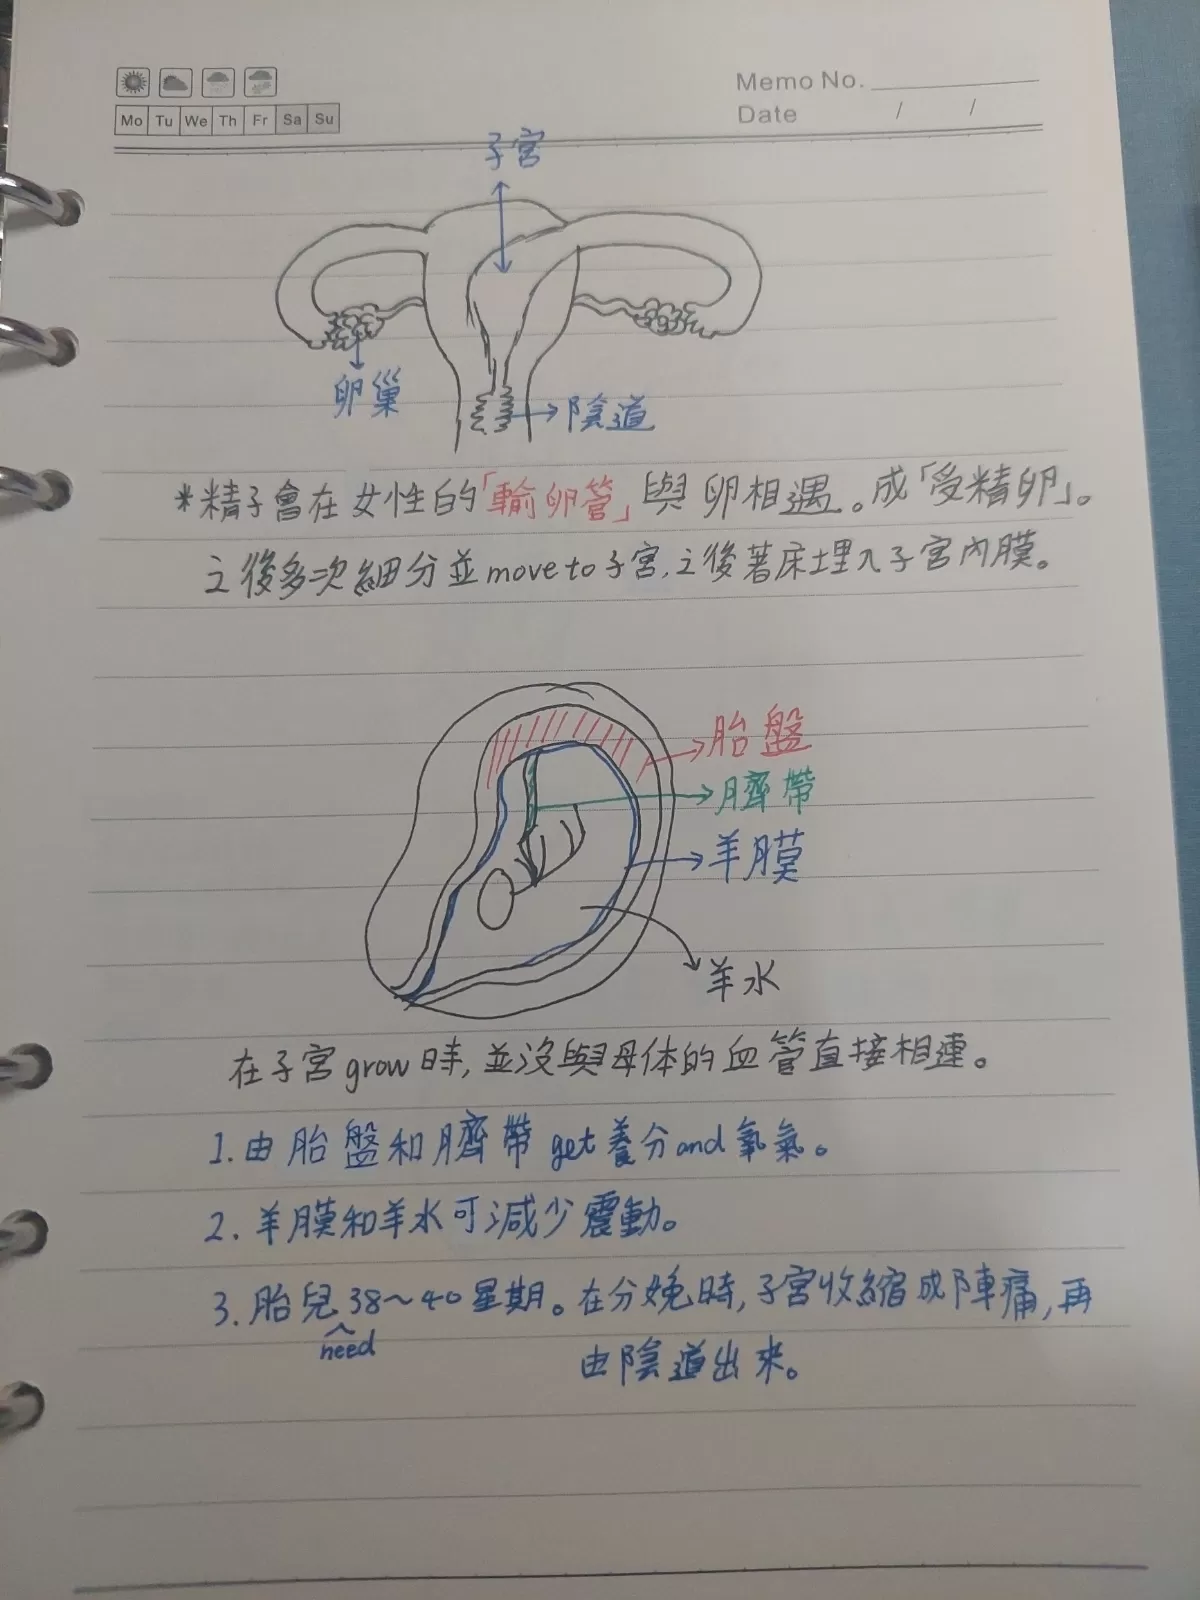 Memo No.
Mo Tu We Th Fr Sa Su
Date / /
子宮
卵巢
陰道
*精子會在女性的「輸卵管」與卵相遇。成「受精卵」。
之後多次細分並move to子宮,之後著床埋入子宮內膜。
胎盤
臍帶
羊膜
羊水
在子宮grow時,並沒與母体的血管直接相連。
1.由胎盤和臍帶get養分and氧氣。
2.羊膜和羊水可減少震動。
3.胎兒38~40星期。在分娩時,子宮收縮成陣痛,再
need
由陰道出來。